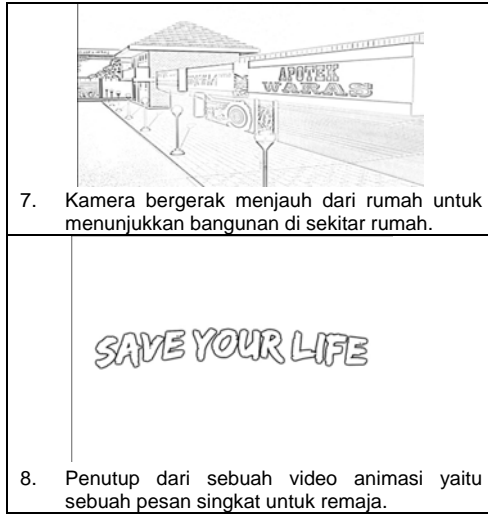 APOTEK
WARAS
7. Kamera bergerak menjauh dari rumah untuk
menunjukkan bangunan di sekitar rumah.
SAVE YOUR LIFE
8. Penutup dari sebuah video animasi yaitu
sebuah pesan singkat untuk remaja.